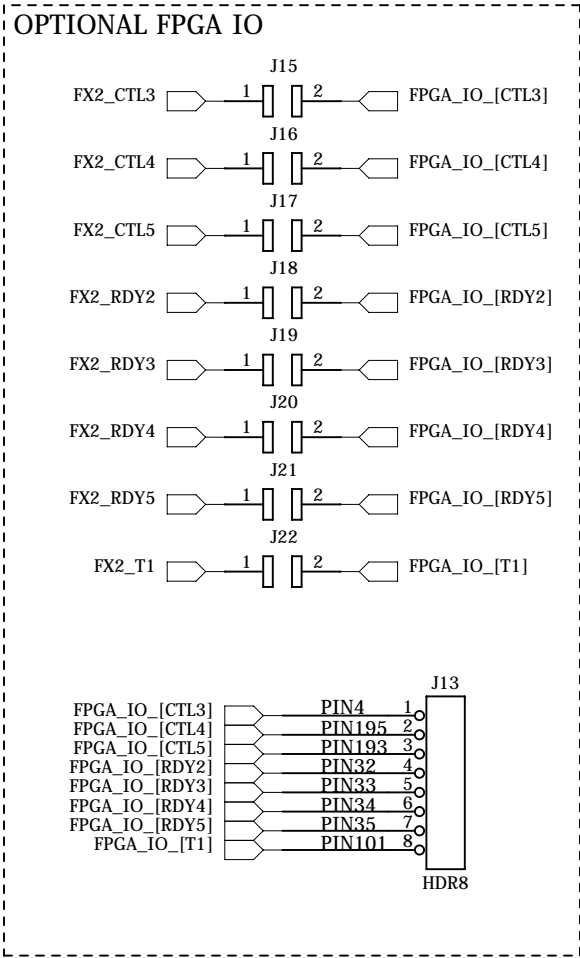 OPTIONAL FPGA IO
J15
FX2_CTL3 1 2 FPGA_IO_[CTL3]
J16
FX2_CTL4 1 2 FPGA_IO_[CTL4]
J17
FX2_CTL5 1 2 FPGA_IO_[CTL5]
J18
FX2_RDY2 1 2 FPGA_IO_[RDY2]
J19
FX2_RDY3 1 2 FPGA_IO_[RDY3]
J20
FX2_RDY4 1 2 FPGA_IO_[RDY4]
J21
FX2_RDY5 1 2 FPGA_IO_[RDY5]
J22
FX2_T1 1 2 FPGA_IO_[T1]
J13
FPGA_IO_[CTL3] PIN4 1
FPGA_IO_[CTL4] PIN195 2
FPGA_IO_[CTL5] PIN193 3
FPGA_IO_[RDY2] PIN32 4
FPGA_IO_[RDY3] PIN33 5
FPGA_IO_[RDY4] PIN34 6
FPGA_IO_[RDY5] PIN35 7
FPGA_IO_[T1] PIN101 8
HDR8